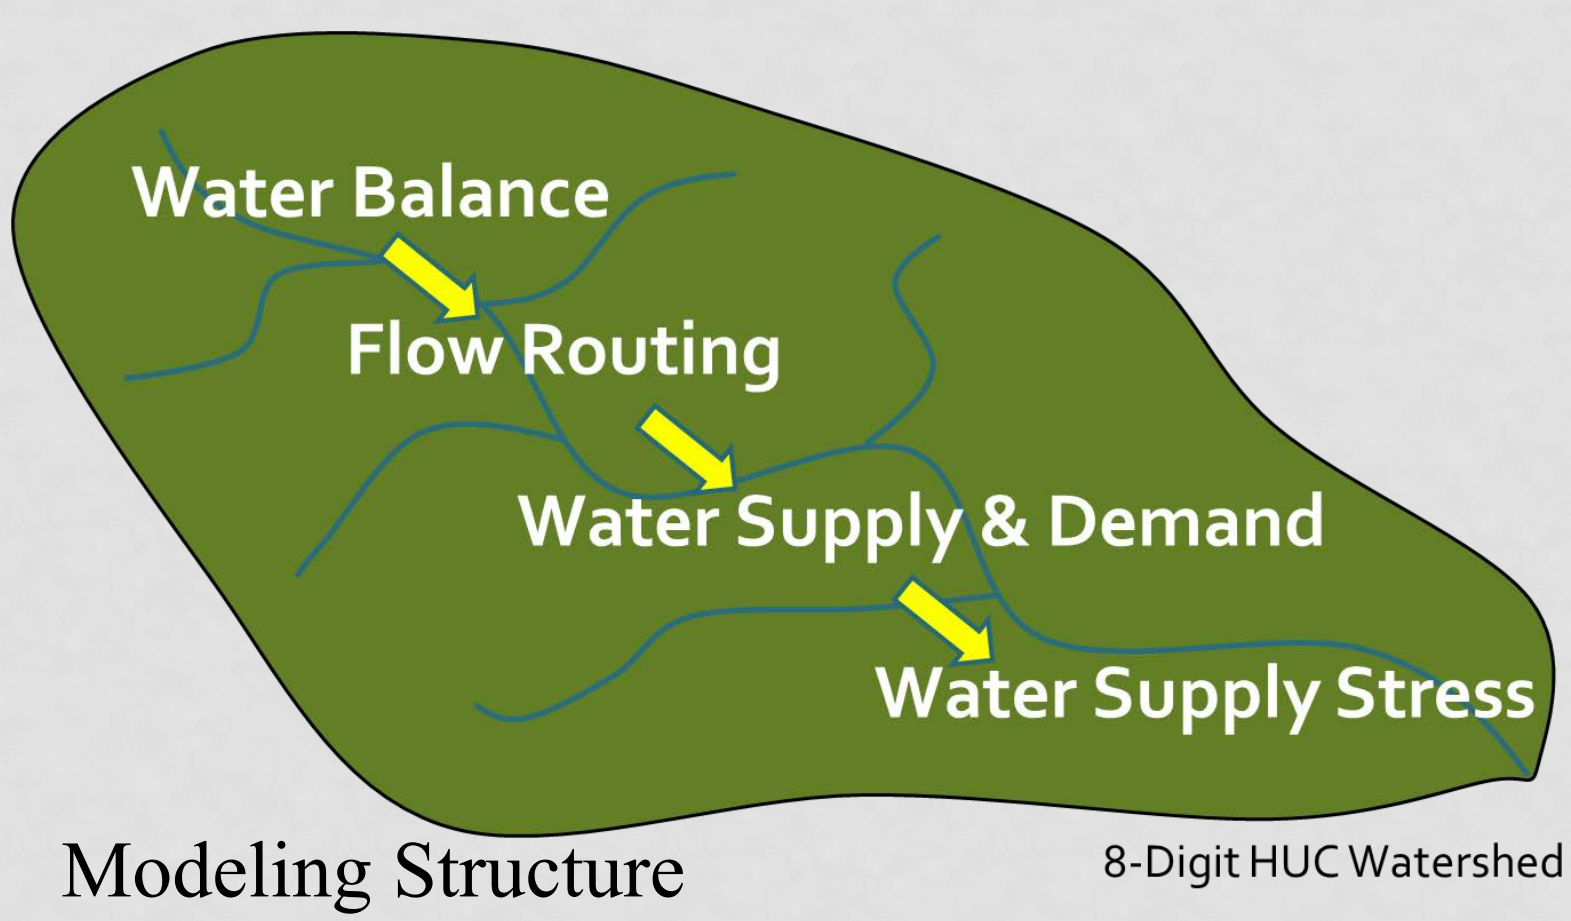 Water Balance
Flow Routing
Water Supply & Demand
Water Supply Stress
Modeling Structure
8-Digit HUC Watershed